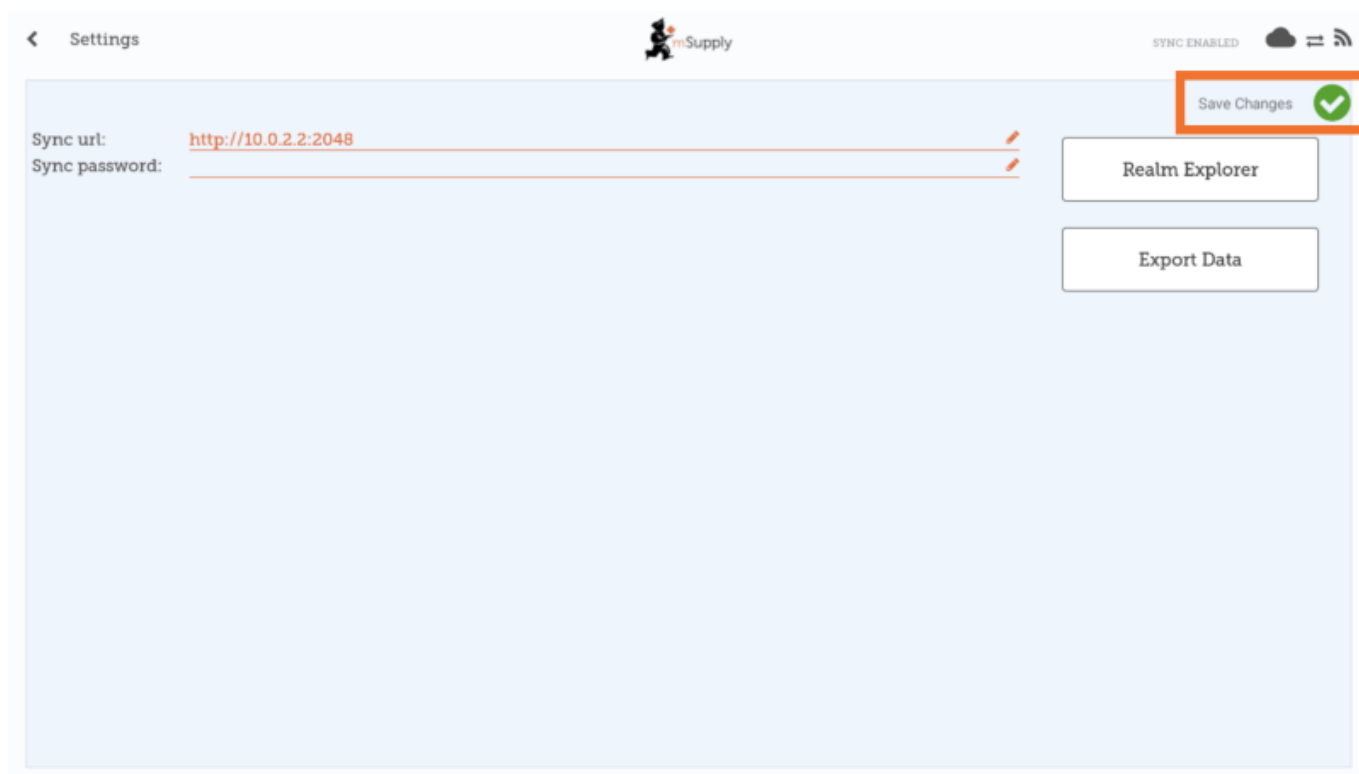 Settings
mSupply
SYNC ENABLED
Save Changes
Sync url: http://10.0.2.2:2048
Sync password:
Realm Explorer
Export Data